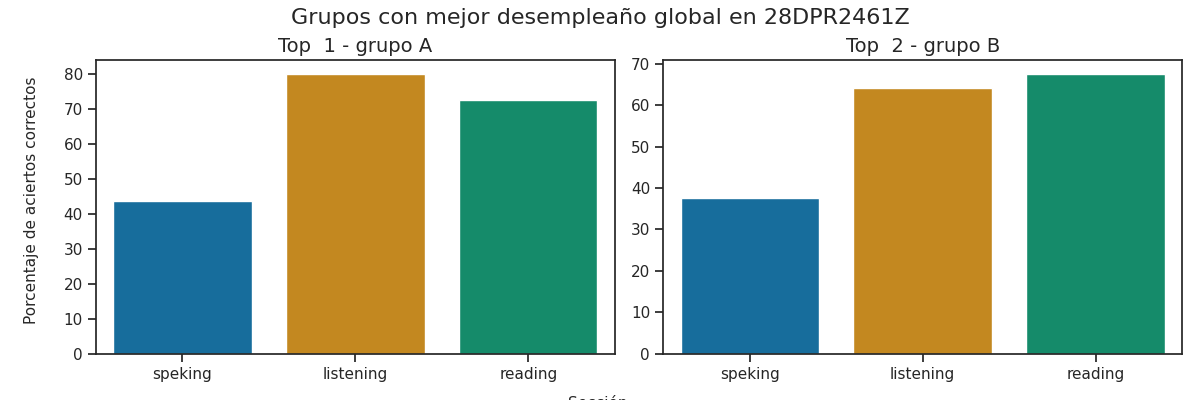 Grupos con mejor desempleaño global en 28DPR2461Z
Top 1 - grupo A
Porcentaje de aciertos correctos
80
70
60
50
40
30
20
10
0
speking
listening
reading
Top 2 - grupo B
70
60
50
40
30
20
10
0
speking
listening
reading
Sección